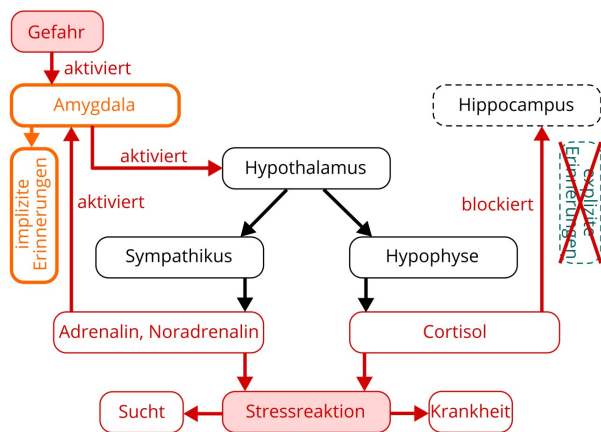 Gefahr
aktiviert
Amygdala
Hippocampus
aktiviert
Hypothalamus
implizite
Erinnerungen
aktiviert
blockiert
explizite
Erinnerungen
Sympathikus
Hypophyse
Adrenalin, Noradrenalin
Cortisol
Sucht
Stressreaktion
Krankheit